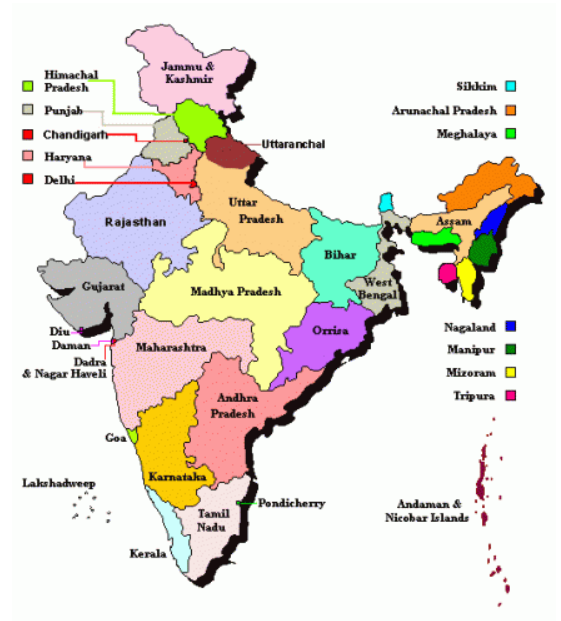 Jammu &
Kashmir
Himachal
Pradesh
Punjab
Chandigarh
Haryana
Delhi
Uttaranchal
Sikkim
Arunachal Pradesh
Meghalaya
Rajasthan
Uttar
Pradesh
Assam
Bihar
Gujarat
Madhya Pradesh
West
Bengal
Diu
Daman
Dadra
& Nagar Haveli
Maharashtra
Orrisa
Nagaland
Manipur
Mizoram
Tripura
Andhra
Pradesh
Goa
Karnataka
Lakshadweep
Tamil
Nadu
Pondicherry
Andaman &
Nicobar Islands
Kerala